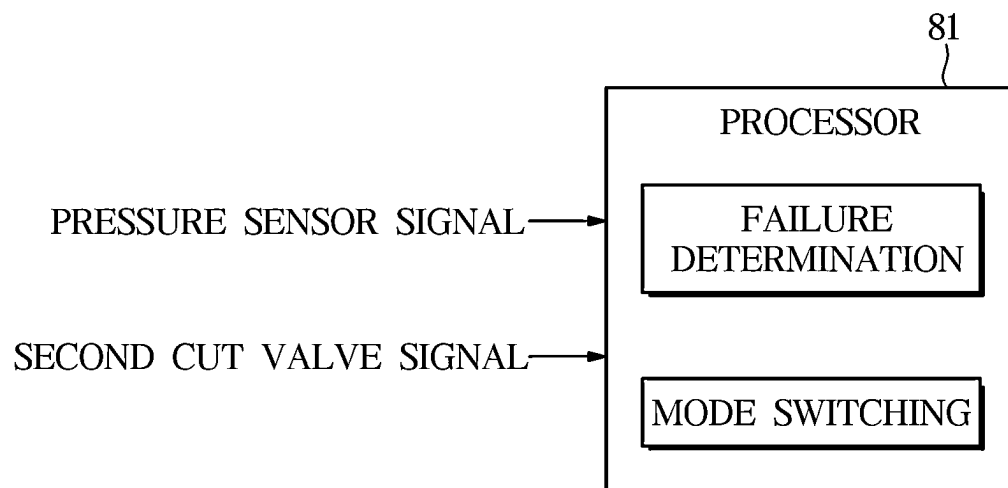 81
PROCESSOR
PRESSURE SENSOR SIGNAL
FAILURE
DETERMINATION
SECOND CUT VALVE SIGNAL
MODE SWITCHING